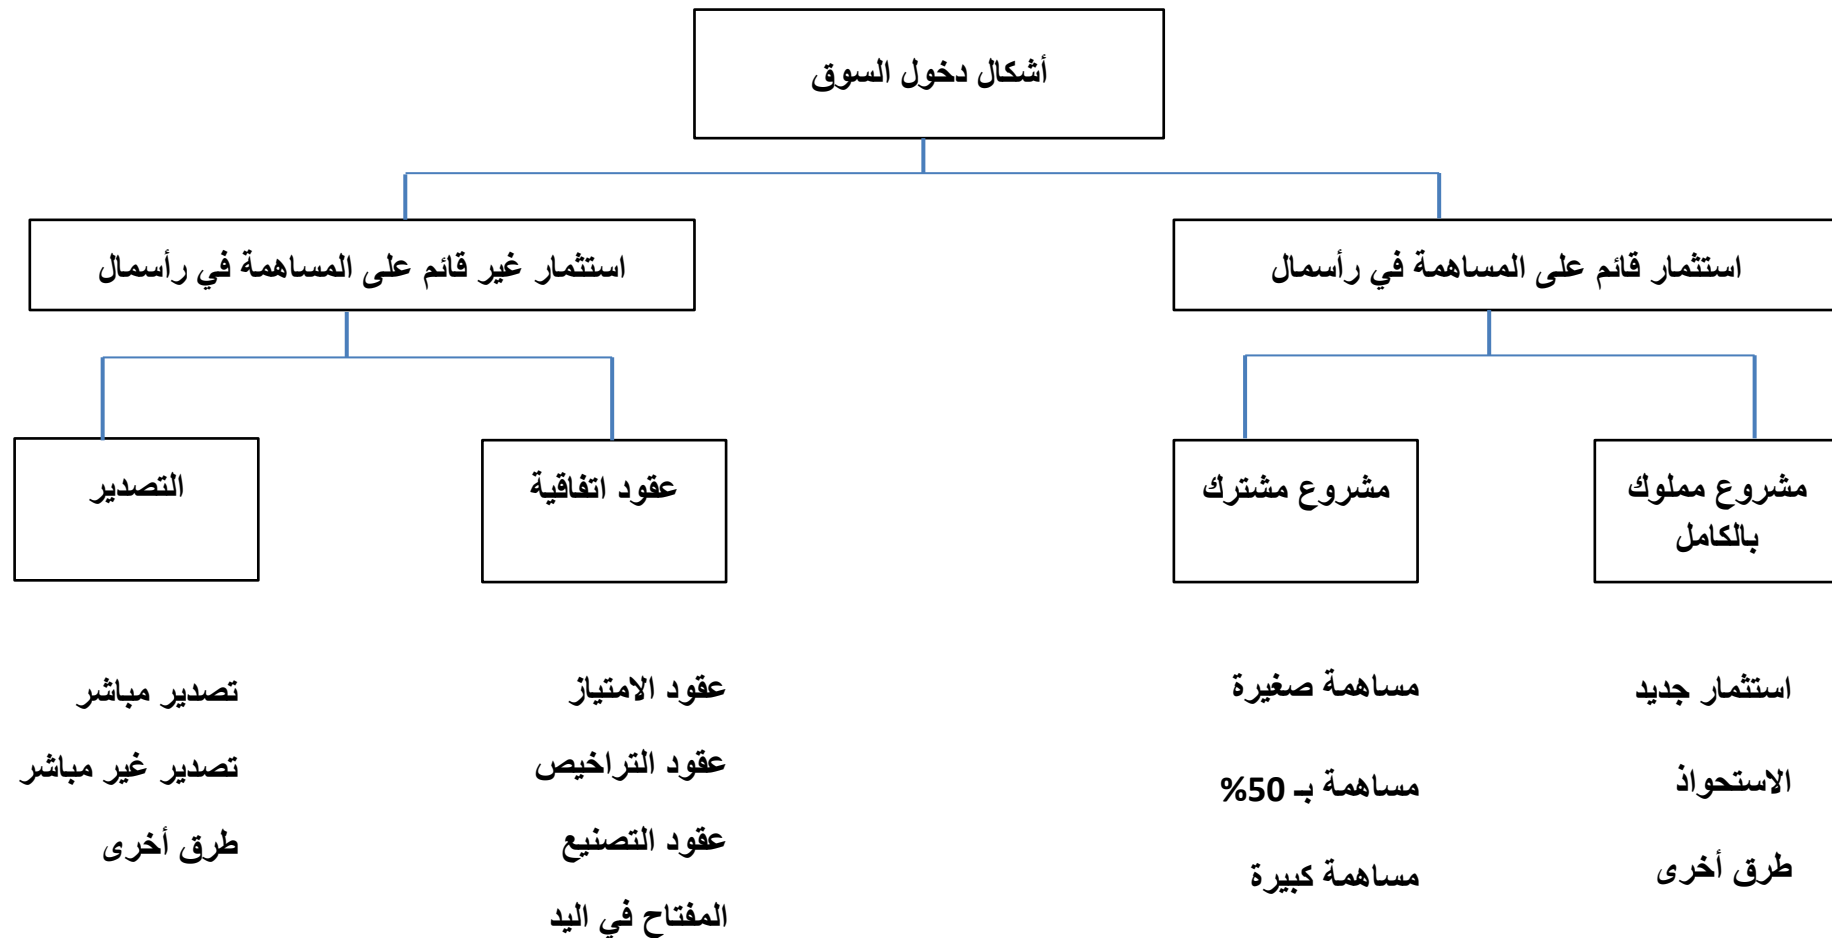 أشكال دخول السوق
استثمار قائم على المساهمة في رأسمال
استثمار غير قائم على المساهمة في رأسمال
مشروع مملوك
بالكامل
مشروع مشترك
عقود اتفاقية
التصدير
استثمار جديد
الاستحواذ
طرق أخرى
مساهمة صغيرة
مساهمة بـ 50%
مساهمة كبيرة
عقود الامتياز
عقود التراخيص
عقود التصنيع
المفتاح في اليد
تصدير مباشر
تصدير غير مباشر
طرق أخرى